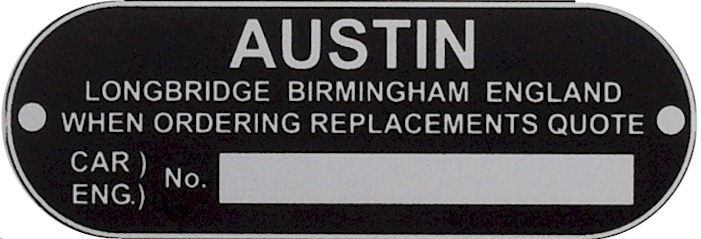 AUSTIN
LONGBRIDGE BIRMINGHAM ENGLAND
WHEN ORDERING REPLACEMENTS QUOTE
CAR )
ENG.) No.